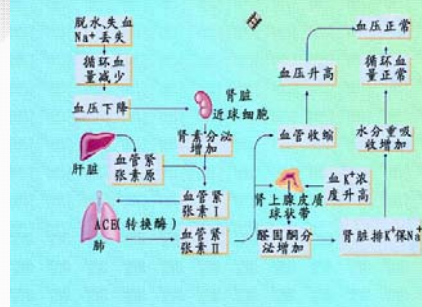 脱水、失血
Na⁺丢失
循环血
量减少
血压下降
肾脏
近球细胞
肾素分泌
增加
肝脏
血管紧
张素原
血管紧
张素Ⅰ
ACE(转换酶)
肺
血管紧
张素Ⅱ
血管收缩
血压升高
血压正常
循环血
量正常
水分重吸
收增加
肾上腺皮质
球状带
血K⁺浓
度升高
醛固酮分
泌增加
肾脏排K⁺保Na⁺